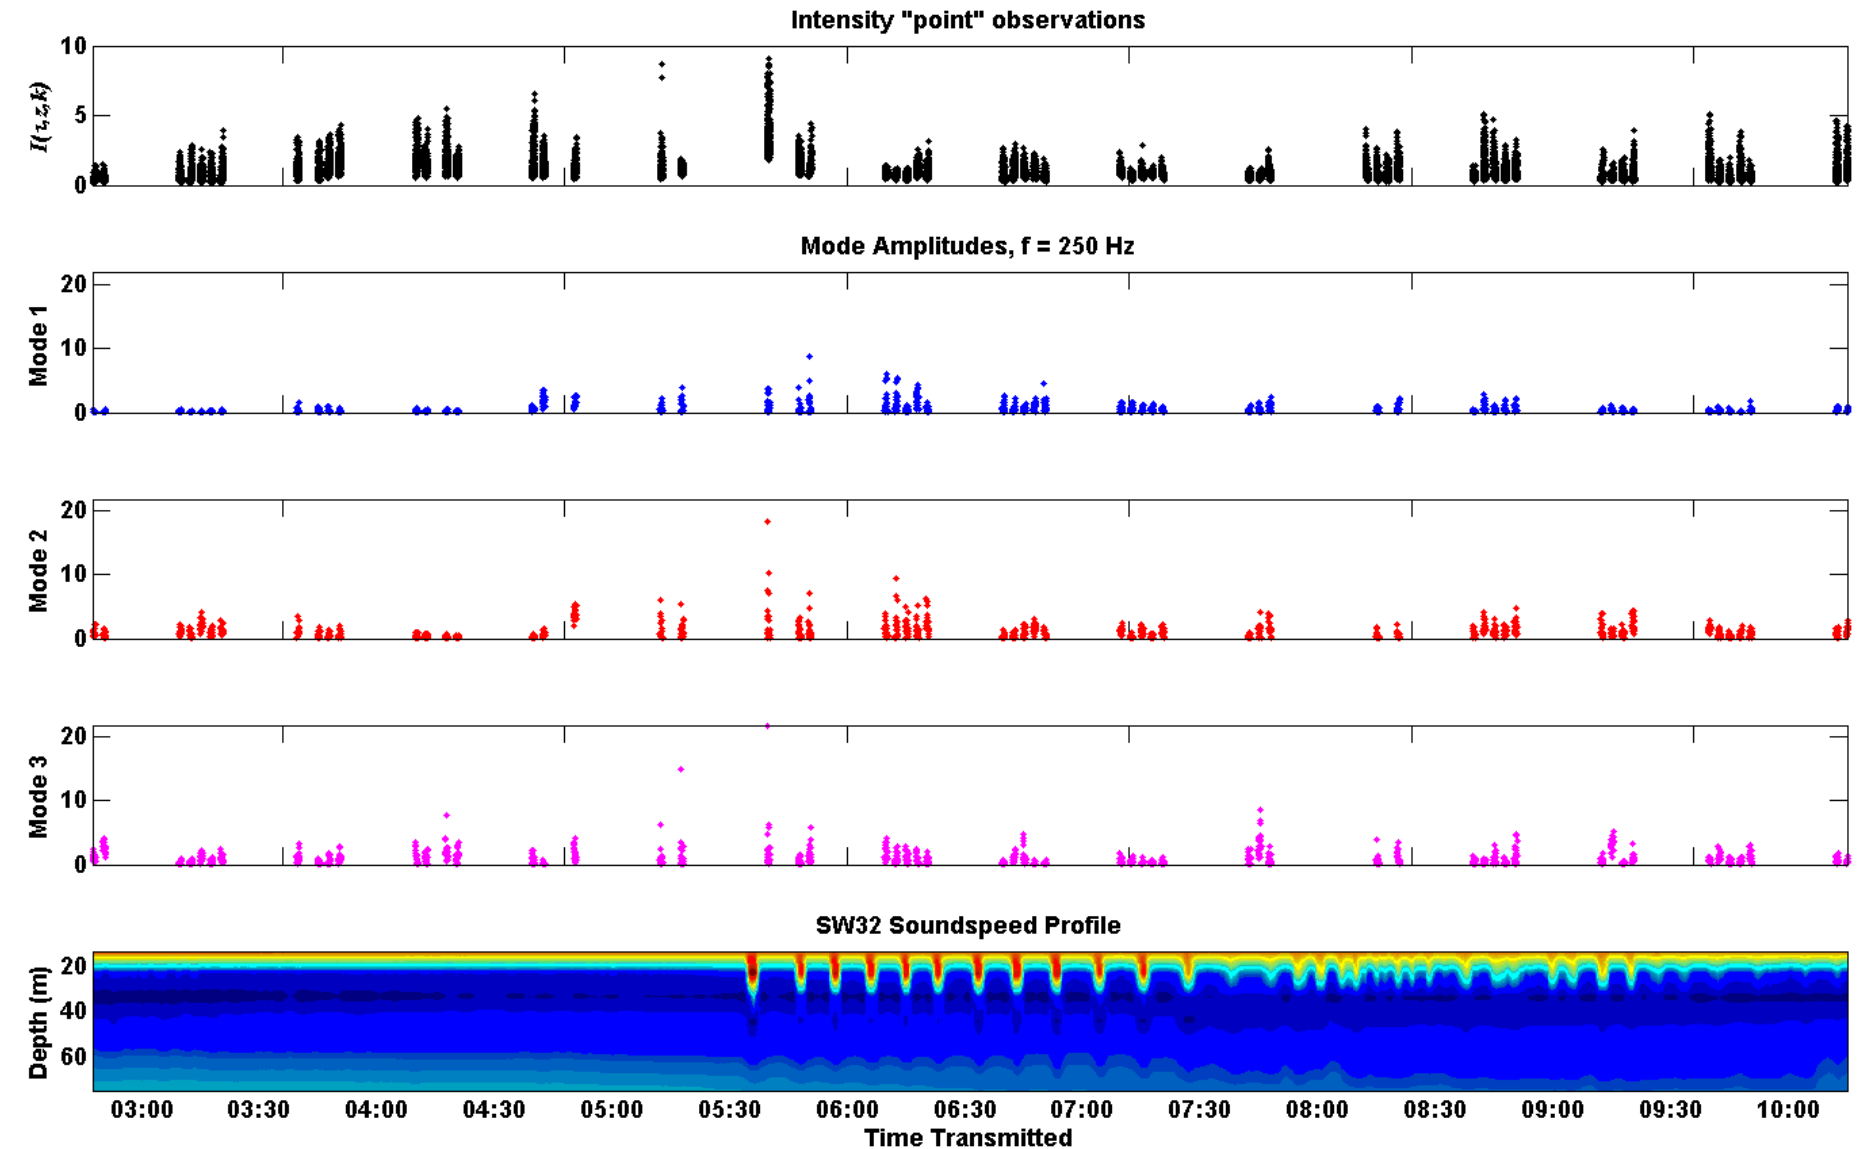 Intensity "point" observations
10
5
0
I(τ,z,k)
Mode Amplitudes, f = 250 Hz
20
10
0
Mode 1
20
10
0
Mode 2
20
10
0
Mode 3
SW32 Soundspeed Profile
20
40
60
Depth (m)
03:00 03:30 04:00 04:30 05:00 05:30 06:00 06:30 07:00 07:30 08:00 08:30 09:00 09:30 10:00
Time Transmitted